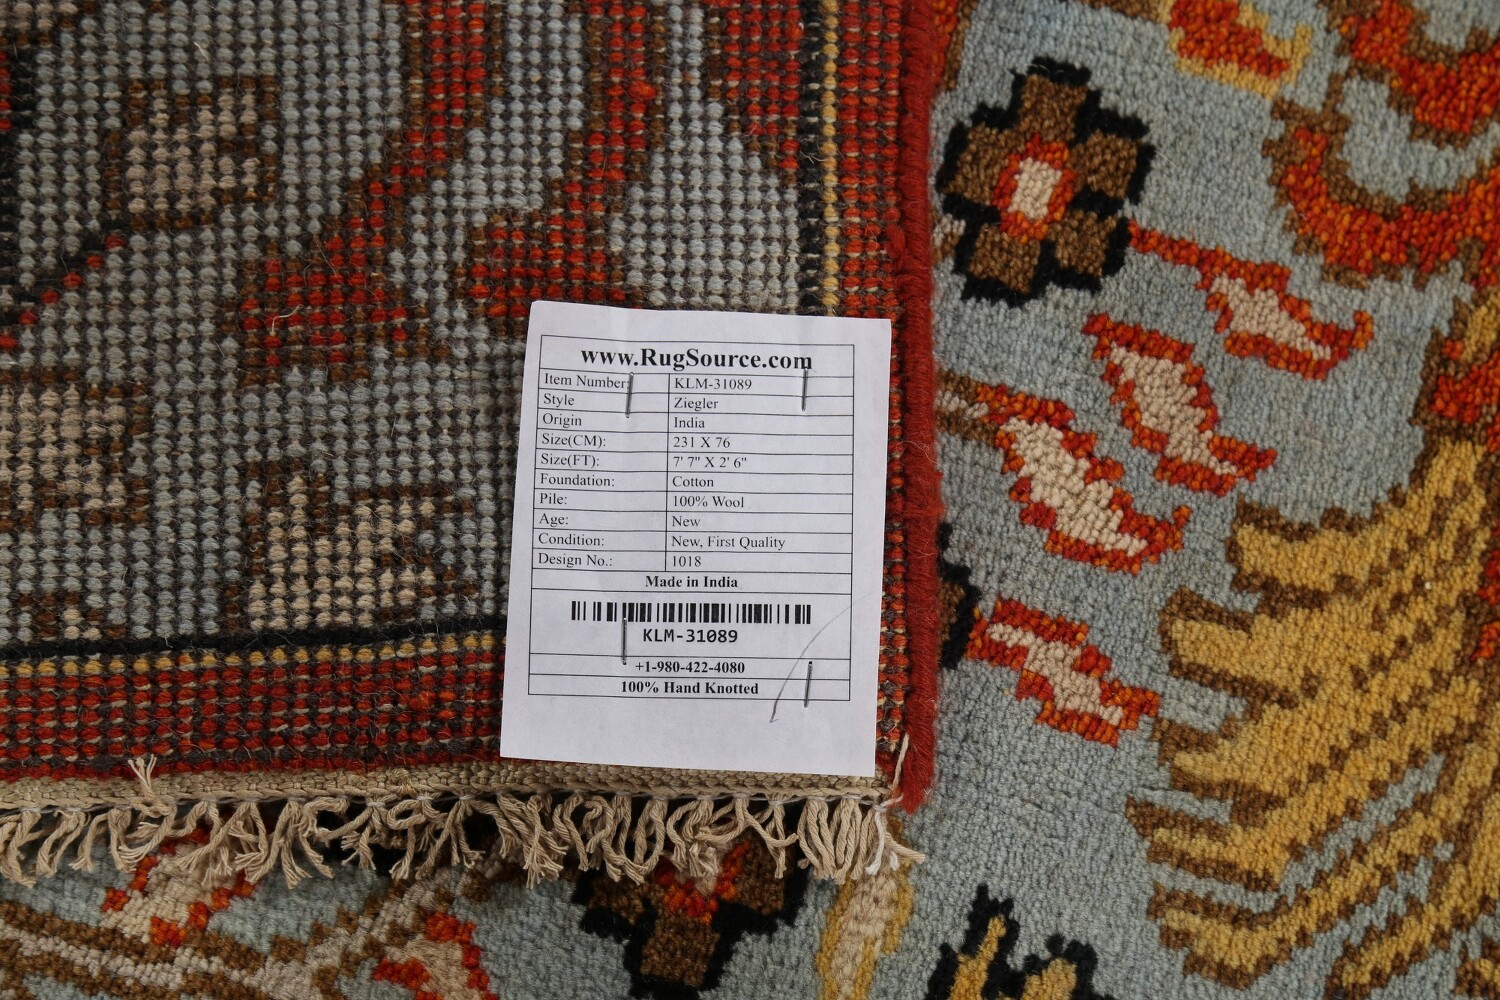 www.RugSource.com
Item Number: KLM-31089
Style Ziegler
Origin India
Size(CM): 231 X 76
Size(FT): 7' 7" X 2' 6"
Foundation: Cotton
Pile: 100% Wool
Age: New
Condition: New, First Quality
Design No.: 1018
Made in India
KLM-31089
+1-980-422-4080
100% Hand Knotted